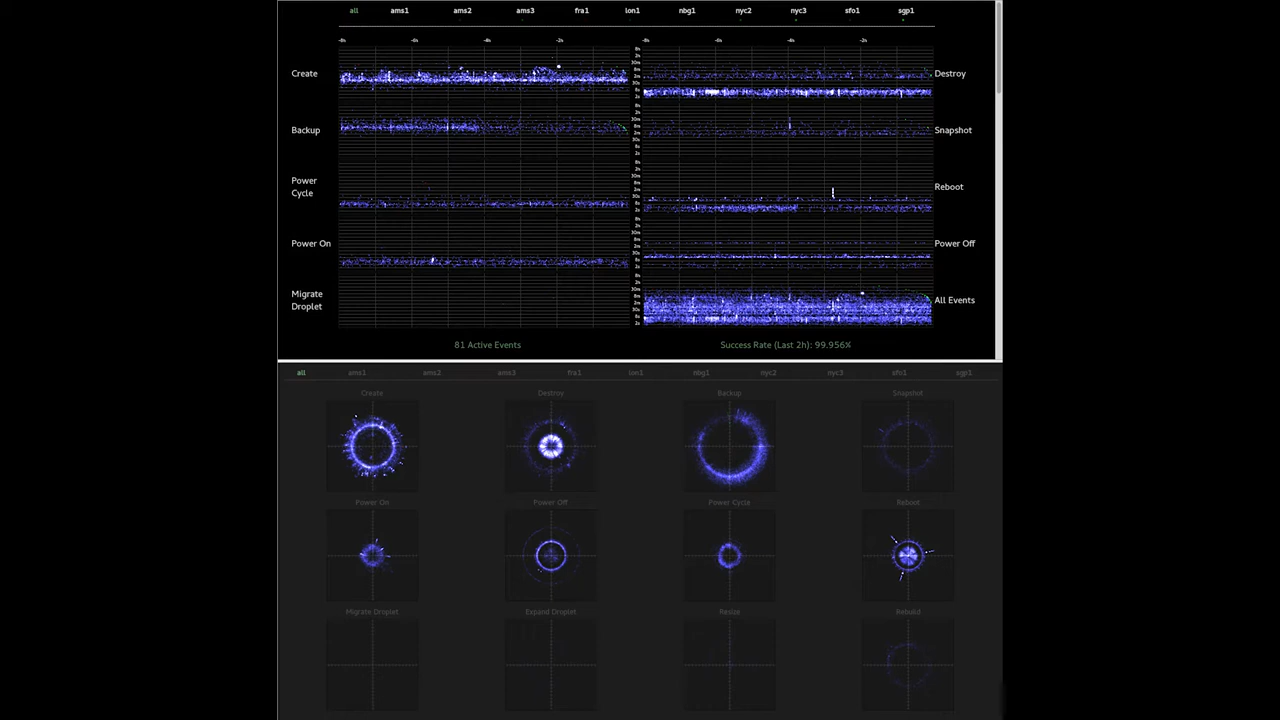 all ams1 ams2 ams3 fra1 lon1 nbg1 nyc2 nyc3 sfo1 sgp1
Create
Destroy
Backup
Snapshot
Power
Cycle
Reboot
Power On
Power Off
Migrate
Droplet
All Events
81 Active Events
Success Rate (Last 2h): 99.956%
all ams1 ams2 ams3 fra1 lon1 nbg1 nyc2 nyc3 sfo1 sgp1
Create Destroy Backup Snapshot
Power On Power Off Power Cycle Reboot
Migrate Droplet Expand Droplet Resize Rebuild